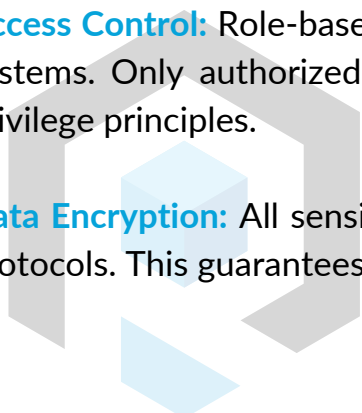 ccess Control: Role-base
stems. Only authorized
ivilege principles.
ata Encryption: All sensi
otocols. This guarantees